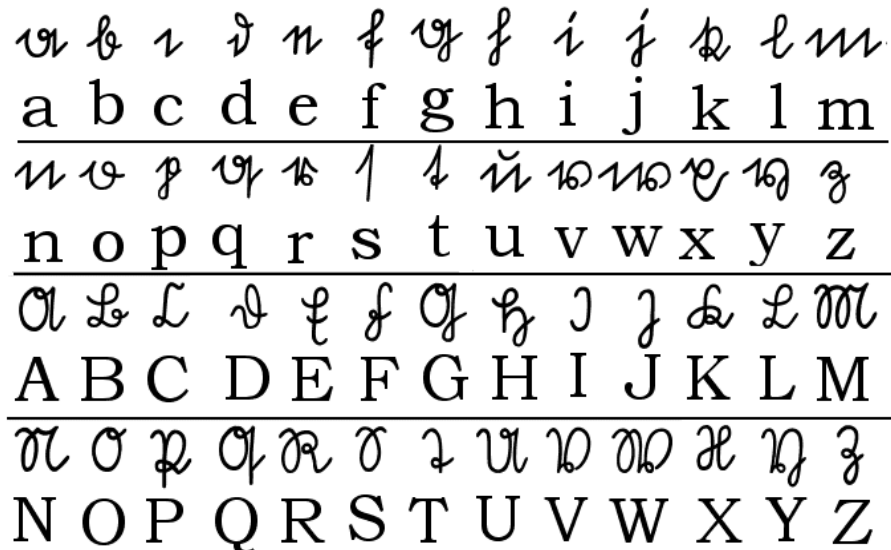 a b c d e f g h i j k l m
a b c d e f g h i j k l m
n o p q r s t u v w x y z
n o p q r s t u v w x y z
A B C D E F G H I J K L M
A B C D E F G H I J K L M
N O P Q R S T U V W X Y Z
N O P Q R S T U V W X Y Z